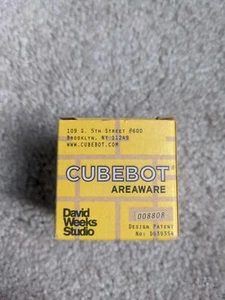 109 S. 5th Street #600
Brooklyn, NY 11249
www.cubebot.com
CUBEBOT®
AREAWARE
David
Weeks
Studio
Design Patent